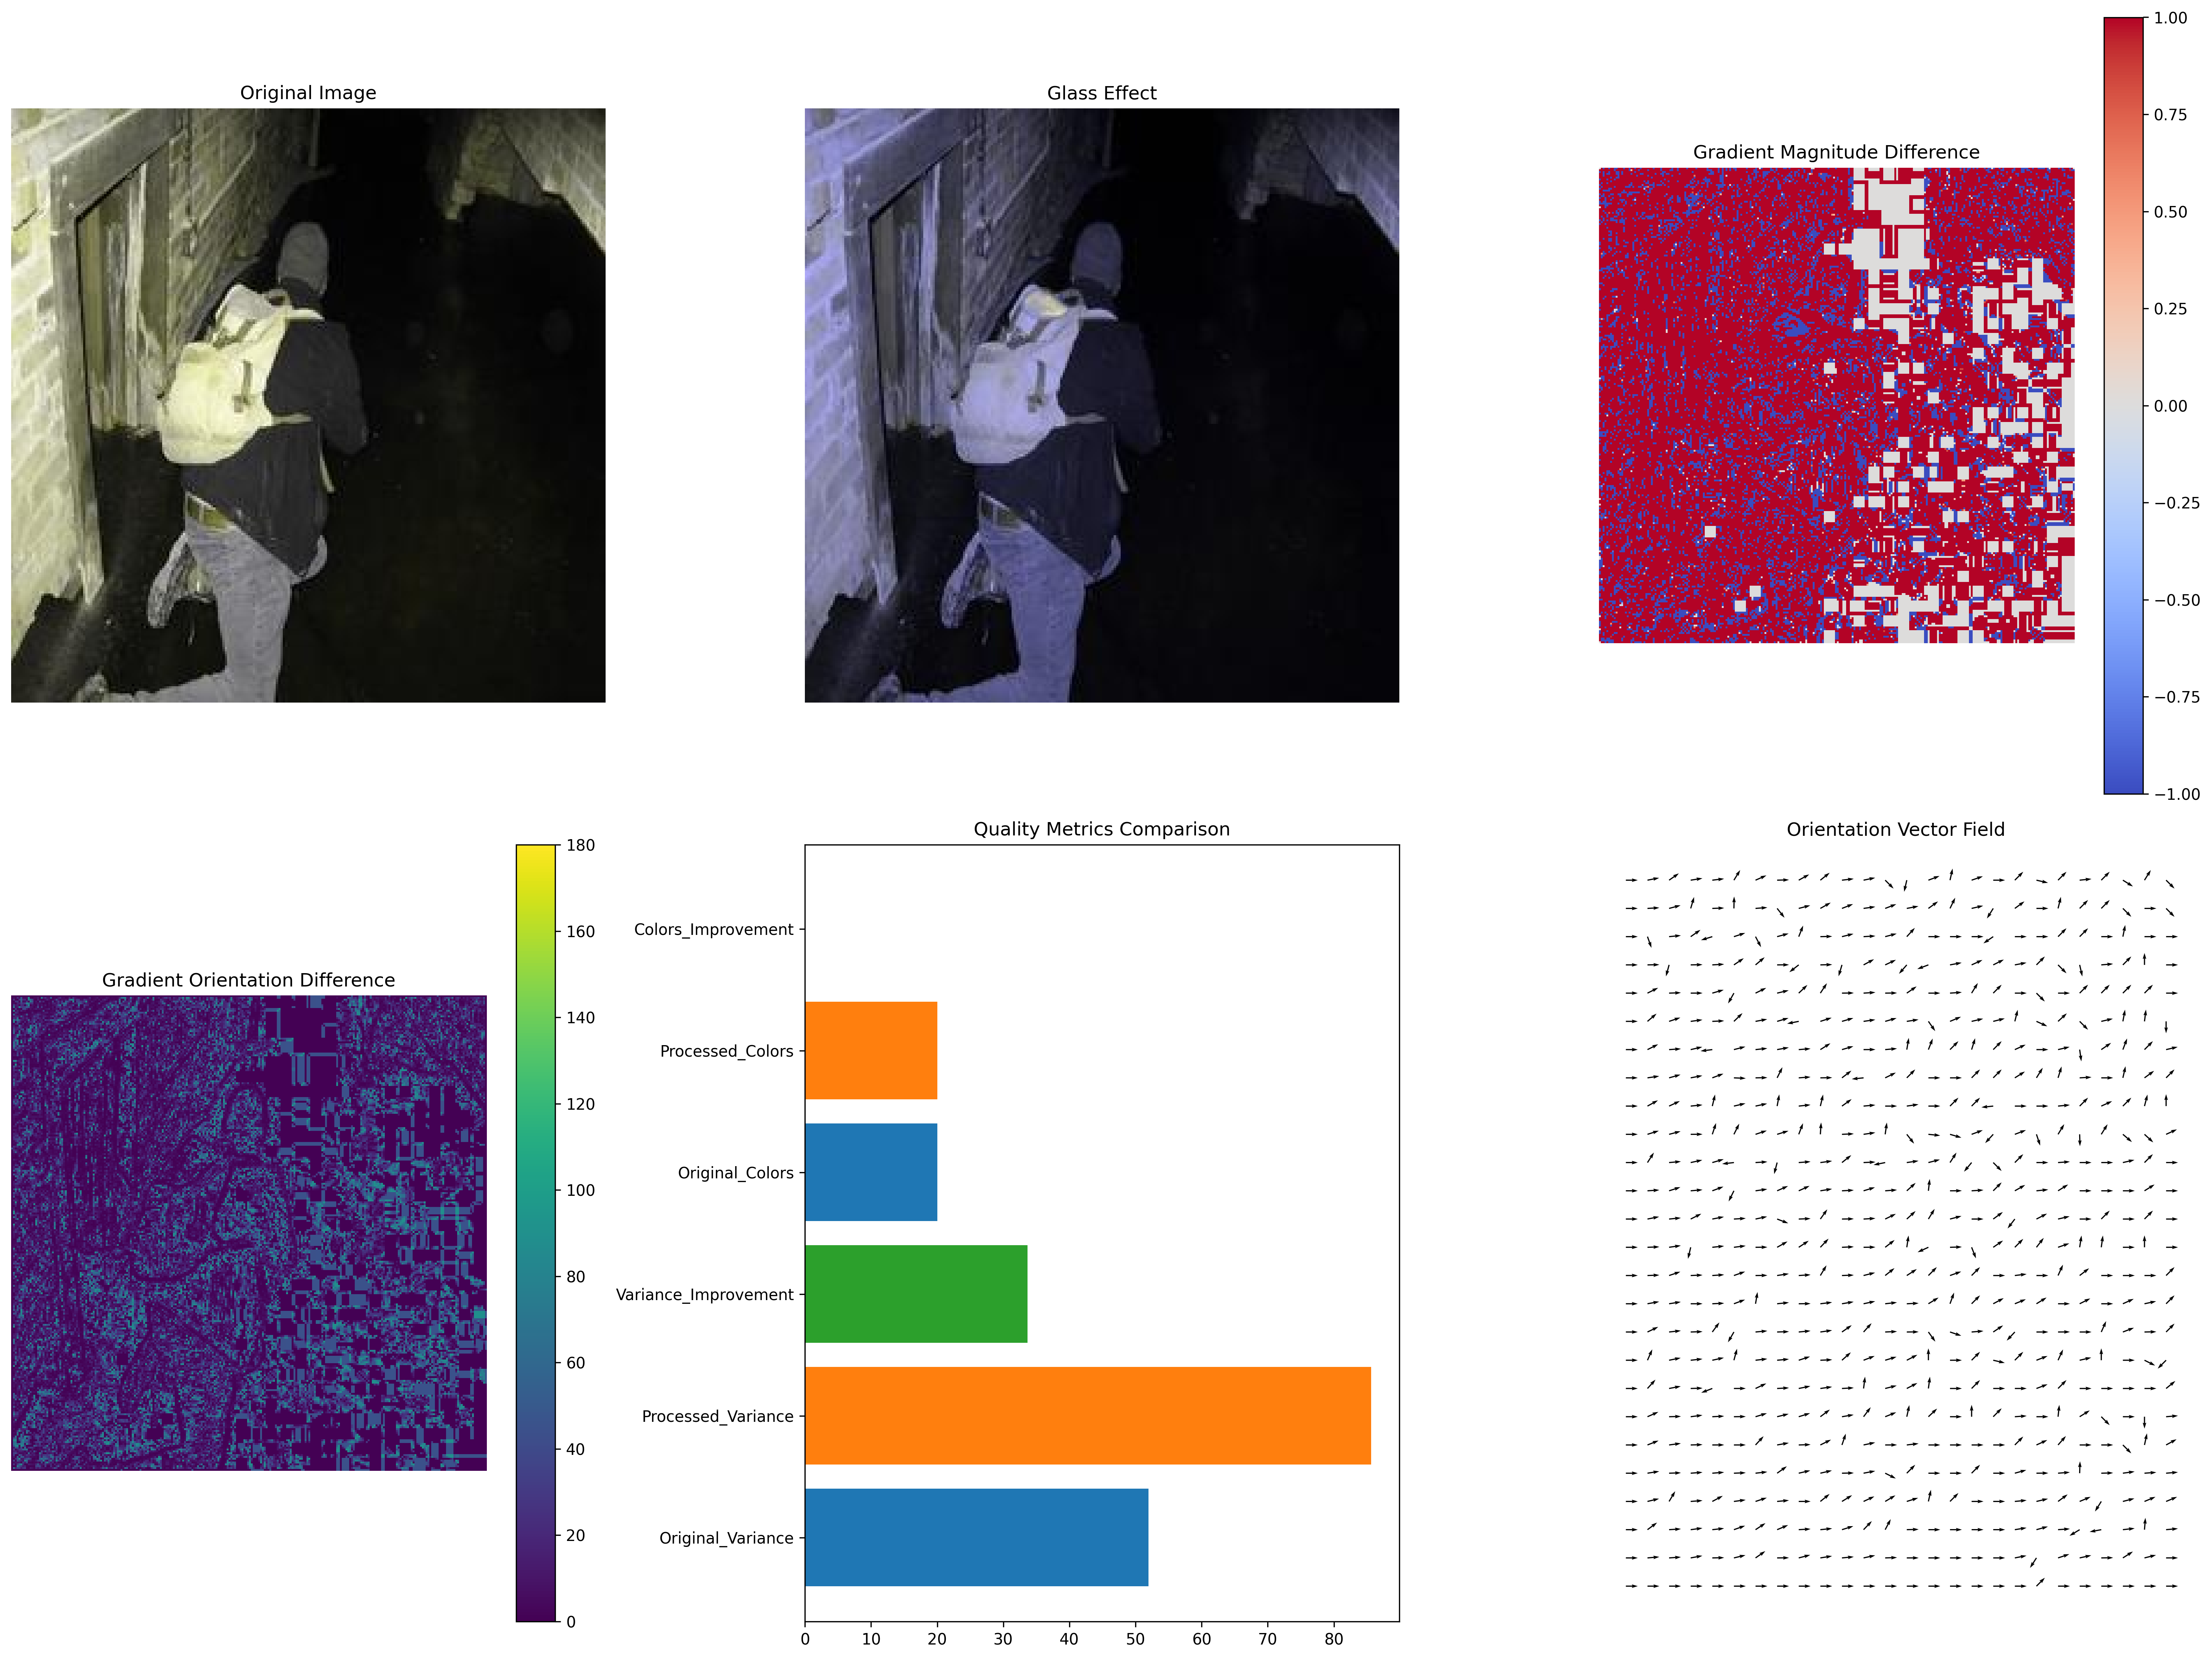 Original Image
Glass Effect
Gradient Magnitude Difference
1.00
0.75
0.50
0.25
0.00
−0.25
−0.50
−0.75
−1.00
Gradient Orientation Difference
180
160
140
120
100
80
60
40
20
0
Quality Metrics Comparison
Colors_Improvement
Processed_Colors
Original_Colors
Variance_Improvement
Processed_Variance
Original_Variance
0 10 20 30 40 50 60 70 80
Orientation Vector Field